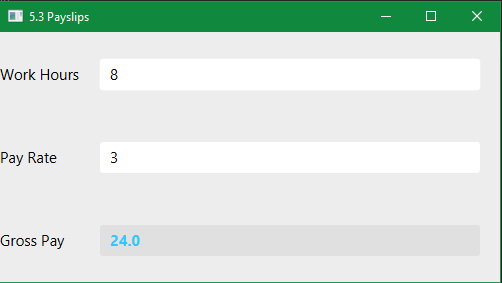 5.3 Payslips
Work Hours 8
Pay Rate 3
Gross Pay 24.0